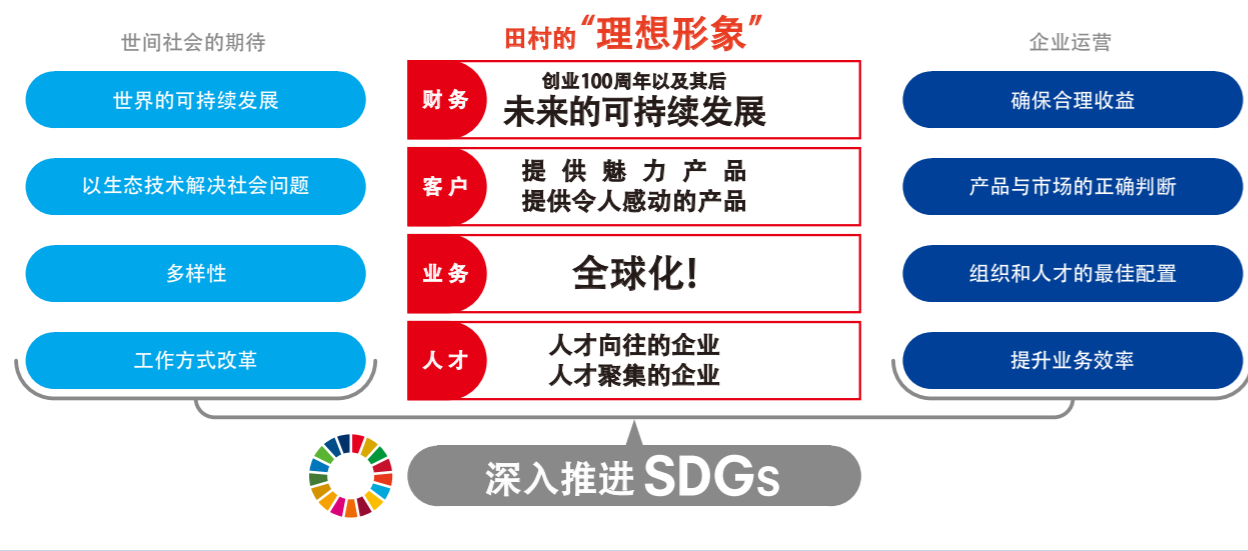 世间社会的期待
世界的可持续发展
以生态技术解决社会问题
多样性
工作方式改革
田村的“理想形象”
财务
创业100周年以及其后
未来的可持续发展
客户
提供魅力产品
提供令人感动的产品
业务
全球化!
人才
人才向往的企业
人才聚集的企业
企业运营
确保合理收益
产品与市场的正确判断
组织和人才的最佳配置
提升业务效率
深入推进 SDGs